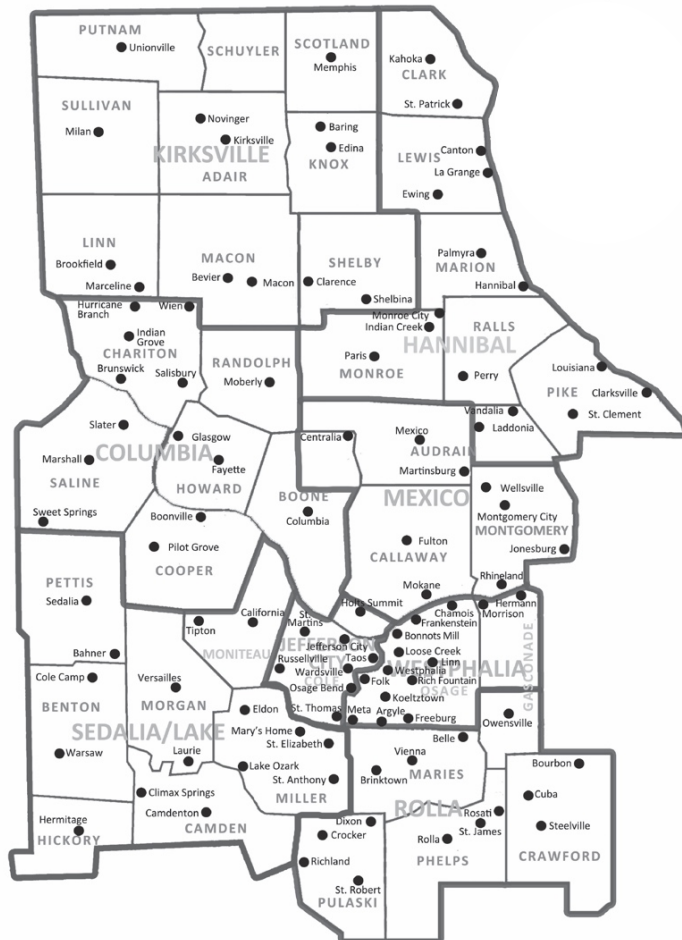 PUTNAM
Unionville
SCHUYLER
SCOTLAND
Memphis
Kahoka
CLARK
St. Patrick
SULLIVAN
Milan
Novinger
Kirksville
KIRKSVILLE
ADAIR
Baring
Edina
KNOX
Canton
LEWIS
La Grange
Ewing
LINN
Brookfield
Marceline
MACON
Bevier
Macon
SHELBY
Clarence
Shelbina
Palmyra
MARION
Hannibal
Hurricane
Branch
Wien
Indian
Grove
CHARITON
Brunswick
Salisbury
RANDOLPH
Moberly
Monroe City
Indian Creek
HANNIBAL
Paris
MONROE
RALLS
Perry
Louisiana
PIKE
Clarksville
St. Clement
Vandalia
Laddonia
Slater
COLUMBIA
Glasgow
Marshall
Fayette
SALINE
HOWARD
Sweet Springs
Centralia
Mexico
AUDRAIN
Martinsburg
MEXICO
BOONE
Columbia
Boonville
Pilot Grove
COOPER
Wellsville
Montgomery City
MONTGOMERY
Jonesburg
Fulton
CALLAWAY
Mokane
Rhineland
PETTIS
Sedalia
Bahner
California
Tipton
MONITEAU
Holts Summit
St.
Martins
JEFFERSON
CITY
Jefferson City
Taos
Russellville
Wardsville
COLE
Osage Bend
St. Thomas
Hermann
Chamois
Morrison
Frankenstein
Bonnots Mill
Loose Creek
Linn
WESTPHALIA
Westphalia
Folk
Rich Fountain
OSAGE
Koeltztown
Meta
Argyle
Freeburg
GASCONADE
Owensville
Cole Camp
BENTON
Warsaw
Versailles
MORGAN
SEDALIA/LAKE
Laurie
Eldon
Mary's Home
St. Elizabeth
Lake Ozark
St. Anthony
MILLER
Belle
Vienna
Brinktown
MARIES
Bourbon
Cuba
Steelville
CRAWFORD
Hermitage
HICKORY
Climax Springs
Camdenton
CAMDEN
ROLLA
Rosati
St. James
Rolla
PHELPS
Dixon
Crocker
Richland
St. Robert
PULASKI